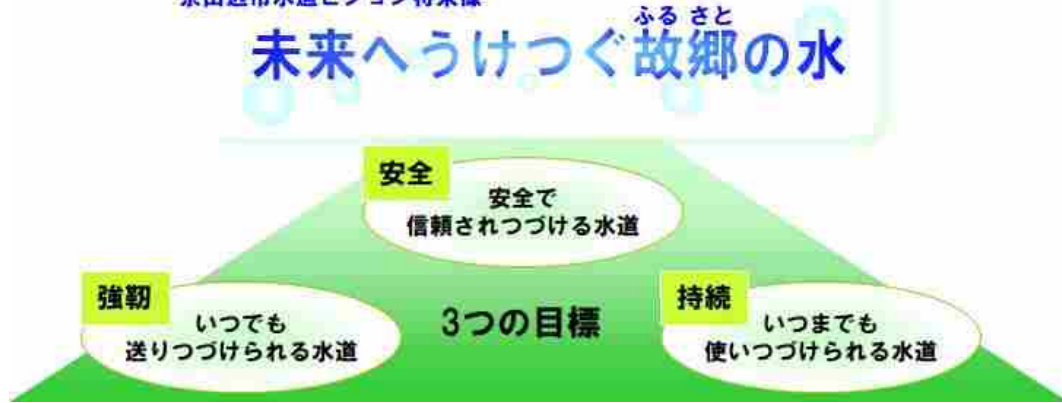 ふるさと
未来へうけつぐ故郷の水
安全
安全で
信頼されつづける水道
強靭
いつでも
送りつづけられる水道
3つの目標
持続
いつまでも
使いつづけられる水道